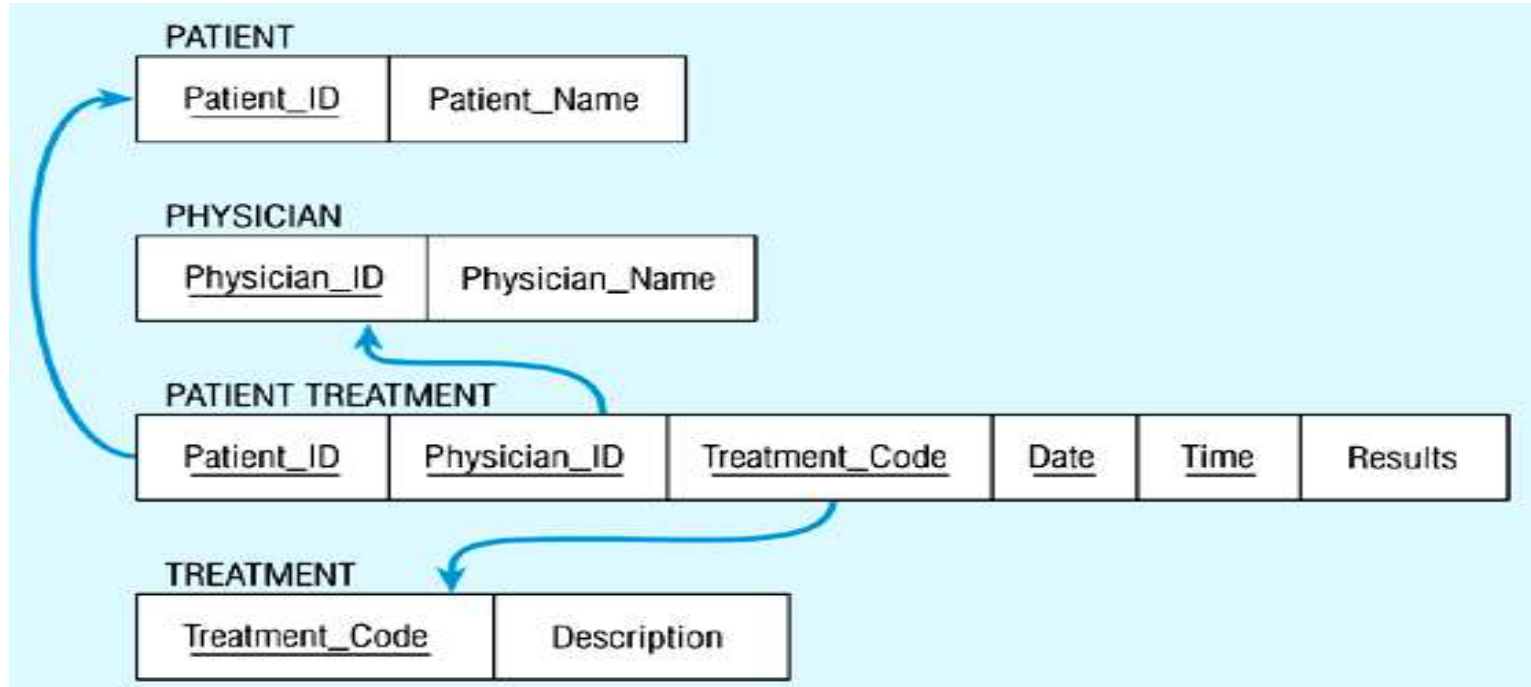 PATIENT
Patient_ID Patient_Name
PHYSICIAN
Physician_ID Physician_Name
PATIENT TREATMENT
Patient_ID Physician_ID Treatment_Code Date Time Results
TREATMENT
Treatment_Code Description